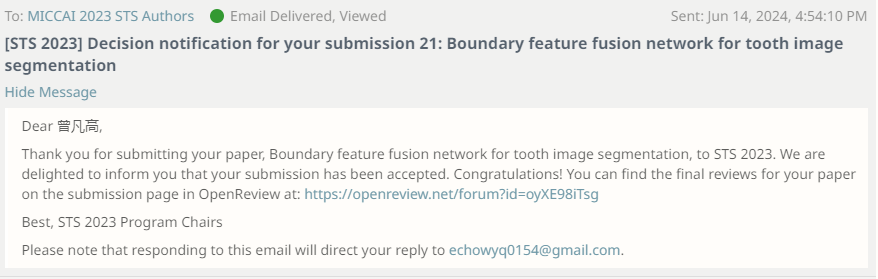 To: MICCAI 2023 STS Authors Email Delivered, Viewed Sent: Jun 14, 2024, 4:54:10 PM
[STS 2023] Decision notification for your submission 21: Boundary feature fusion network for tooth image
segmentation
Hide Message
Dear 曾凡高,
Thank you for submitting your paper, Boundary feature fusion network for tooth image segmentation, to STS 2023. We are
delighted to inform you that your submission has been accepted. Congratulations! You can find the final reviews for your paper
on the submission page in OpenReview at: https://openreview.net/forum?id=oyXE98iTsg
Best, STS 2023 Program Chairs
Please note that responding to this email will direct your reply to echowyq0154@gmail.com.